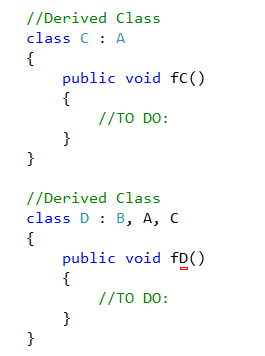 //Derived Class
class C : A
{
    public void fC()
    {
        //TO DO:
    }
}

//Derived Class
class D : B, A, C
{
    public void fD()
    {
        //TO DO:
    }
}